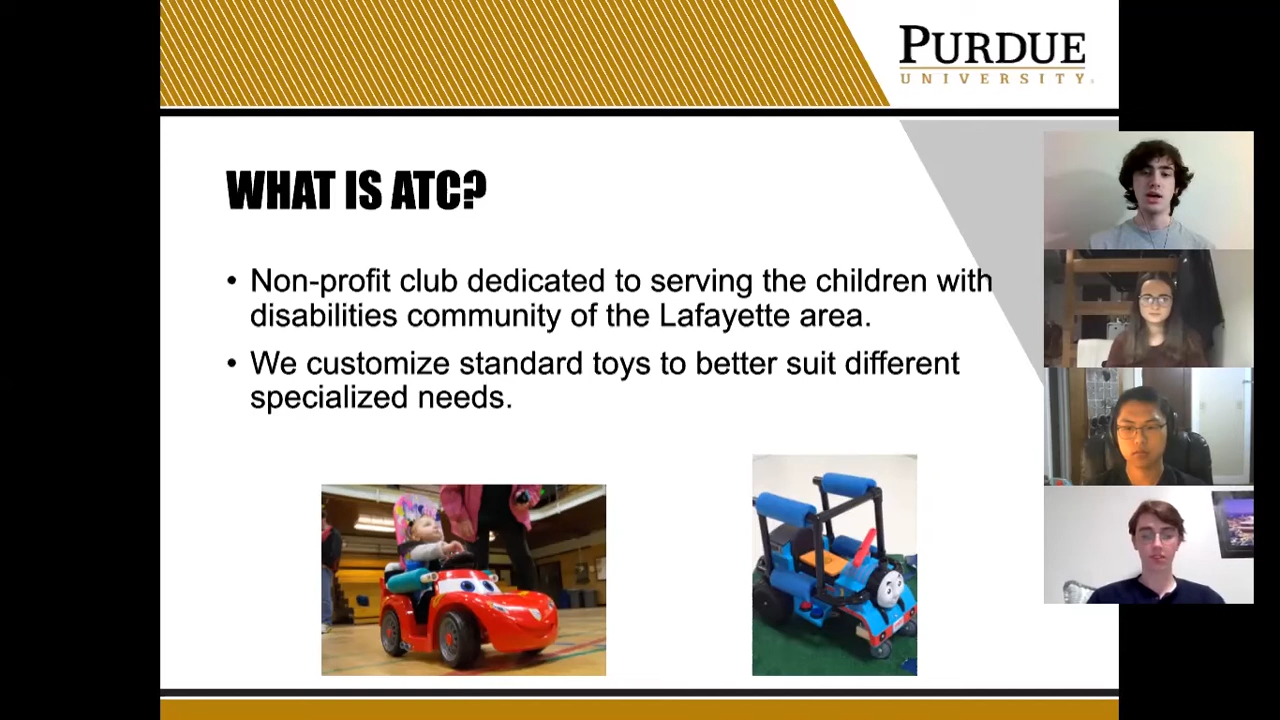 PURDUE
UNIVERSITY
WHAT IS ATC?
• Non-profit club dedicated to serving the children with
disabilities community of the Lafayette area.
• We customize standard toys to better suit different
specialized needs.